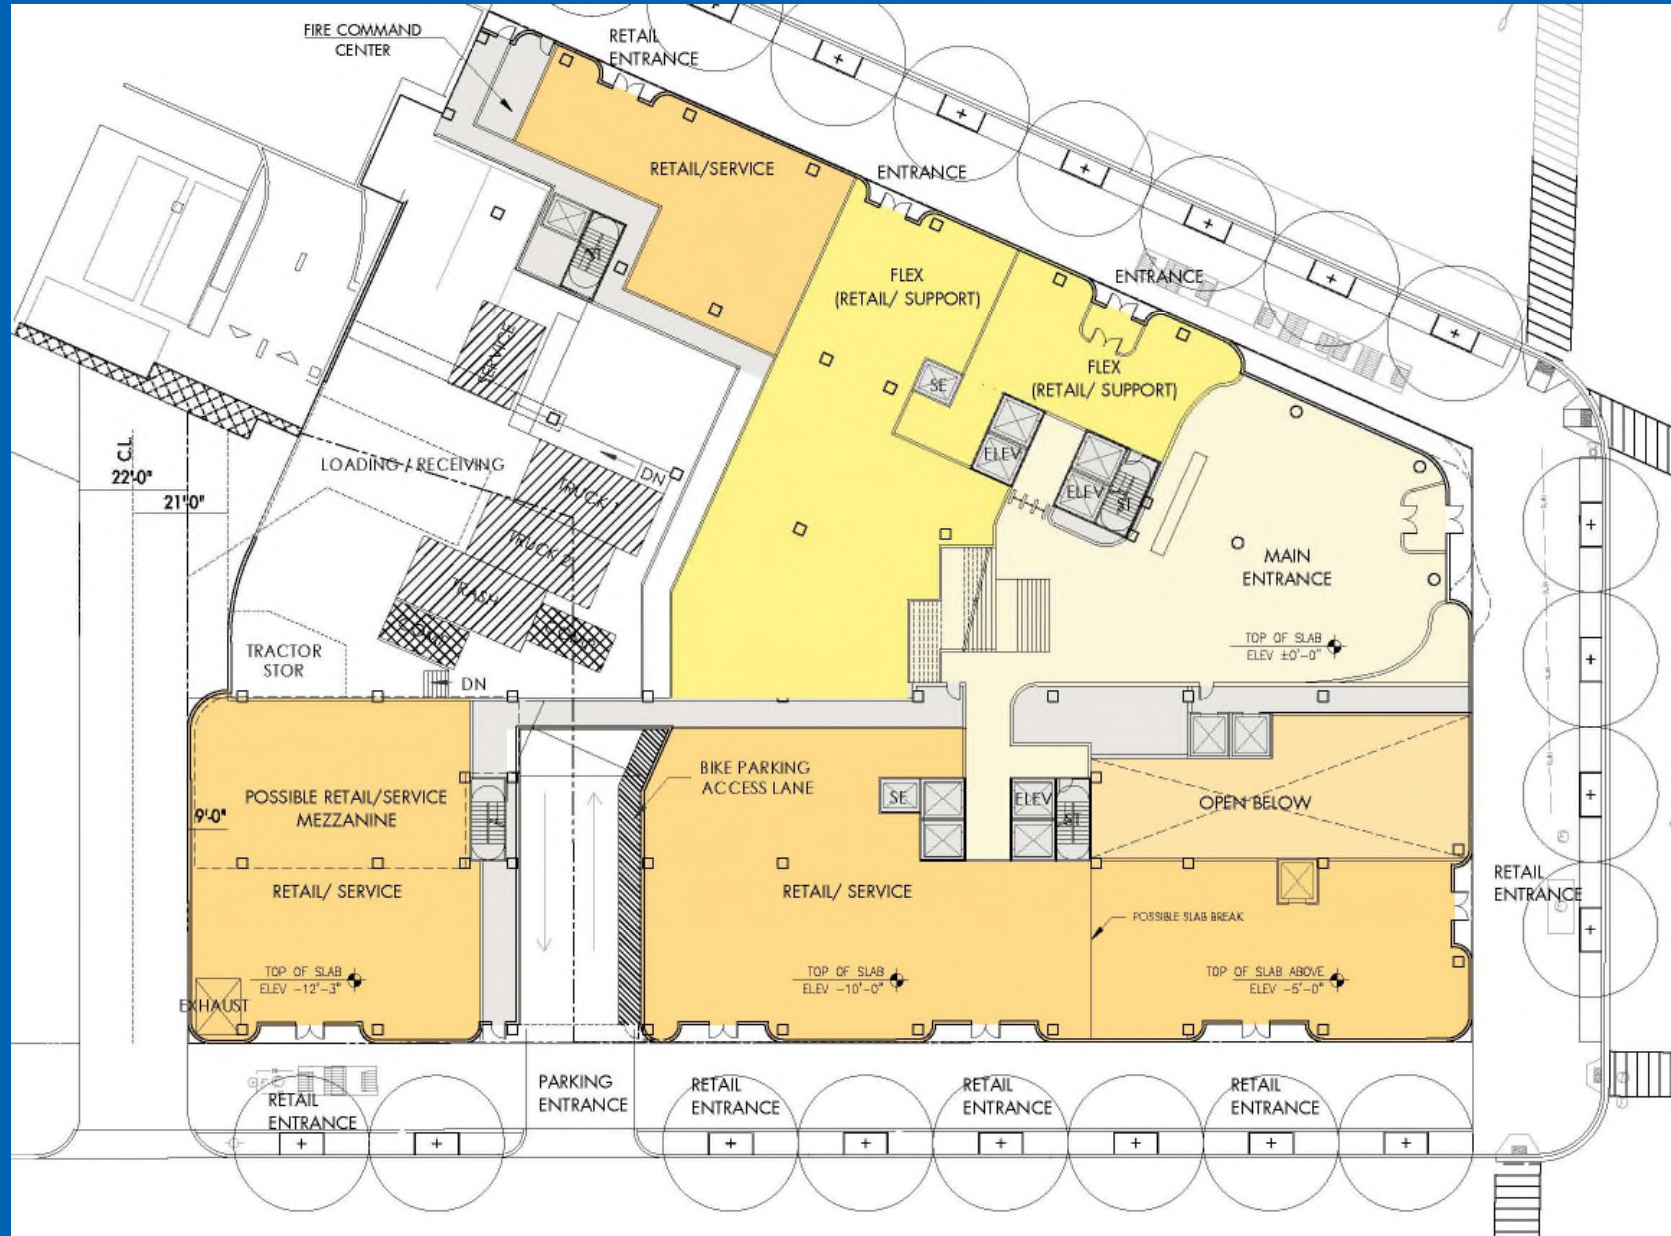 FIRE COMMAND
CENTER
RETAIL
ENTRANCE
RETAIL/SERVICE
ENTRANCE
ENTRANCE
FLEX
(RETAIL/ SUPPORT)
FLEX
(RETAIL/ SUPPORT)
SERVICE
SE
ELEV
ELEV
ST
C.L.
22'-0"
21'-0"
LOADING / RECEIVING
DN
TRUCK 1
TRUCK 2
TRASH
MAIN
ENTRANCE
TOP OF SLAB
ELEV ±0'-0"
TRACTOR
STOR
DN
BIKE PARKING
ACCESS LANE
POSSIBLE RETAIL/SERVICE
MEZZANINE
9'-0"
SE
ELEV
ST
OPEN BELOW
RETAIL/ SERVICE
RETAIL/ SERVICE
POSSIBLE SLAB BREAK
RETAIL
ENTRANCE
TOP OF SLAB
ELEV -12'-3"
TOP OF SLAB
ELEV -10'-0"
TOP OF SLAB ABOVE
ELEV -5'-0"
EXHAUST
RETAIL
ENTRANCE
PARKING
ENTRANCE
RETAIL
ENTRANCE
RETAIL
ENTRANCE
RETAIL
ENTRANCE